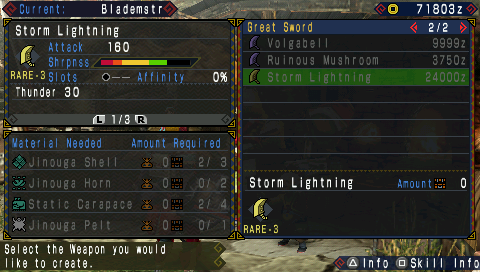 Current: Blademstr
71803z
Storm Lightning
Attack 160
Shrpnss
RARE-3
Slots ●-- Affinity 0%
Thunder 30
L 1/3 R
Great Sword 2/2
Volgabell 9999z
Ruinous Mushroom 3750z
Storm Lightning 24000z
Material Needed Amount Required
Jinouga Shell 0 2/ 3
Jinouga Horn 0 0/ 2
Static Carapace 0 2/ 4
Jinouga Pelt 0 0/ 1
Storm Lightning Amount 0
RARE-3
Select the Weapon you would
like to create.
△ Info □ Skill Info